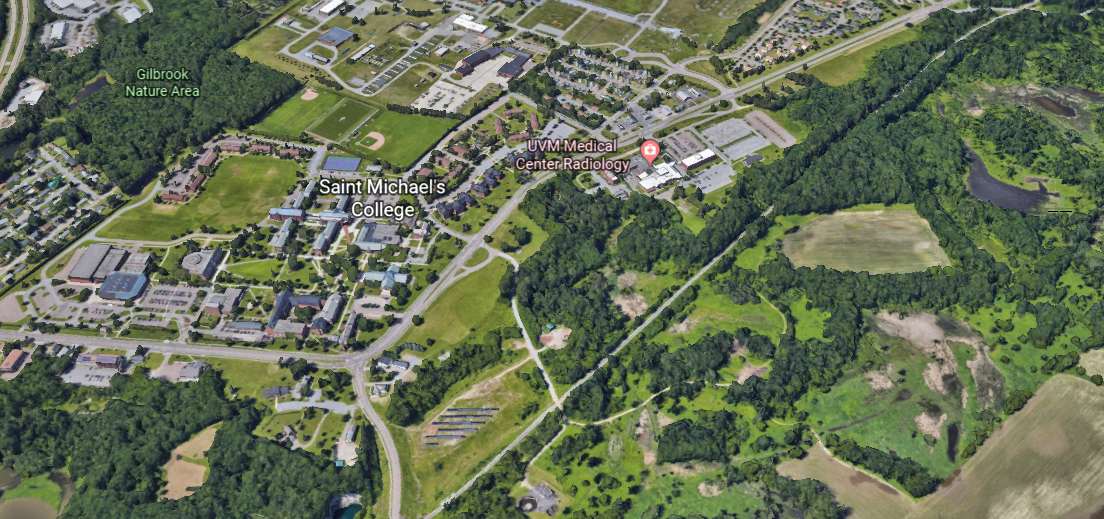 Gilbrook
Nature Area
UVM Medical
Center Radiology
Saint Michael's
College